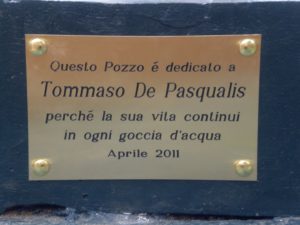 Questo Pozzo é dedicato a
Tommaso De Pasqualis
perché la sua vita continui
in ogni goccia d'acqua
Aprile 2011